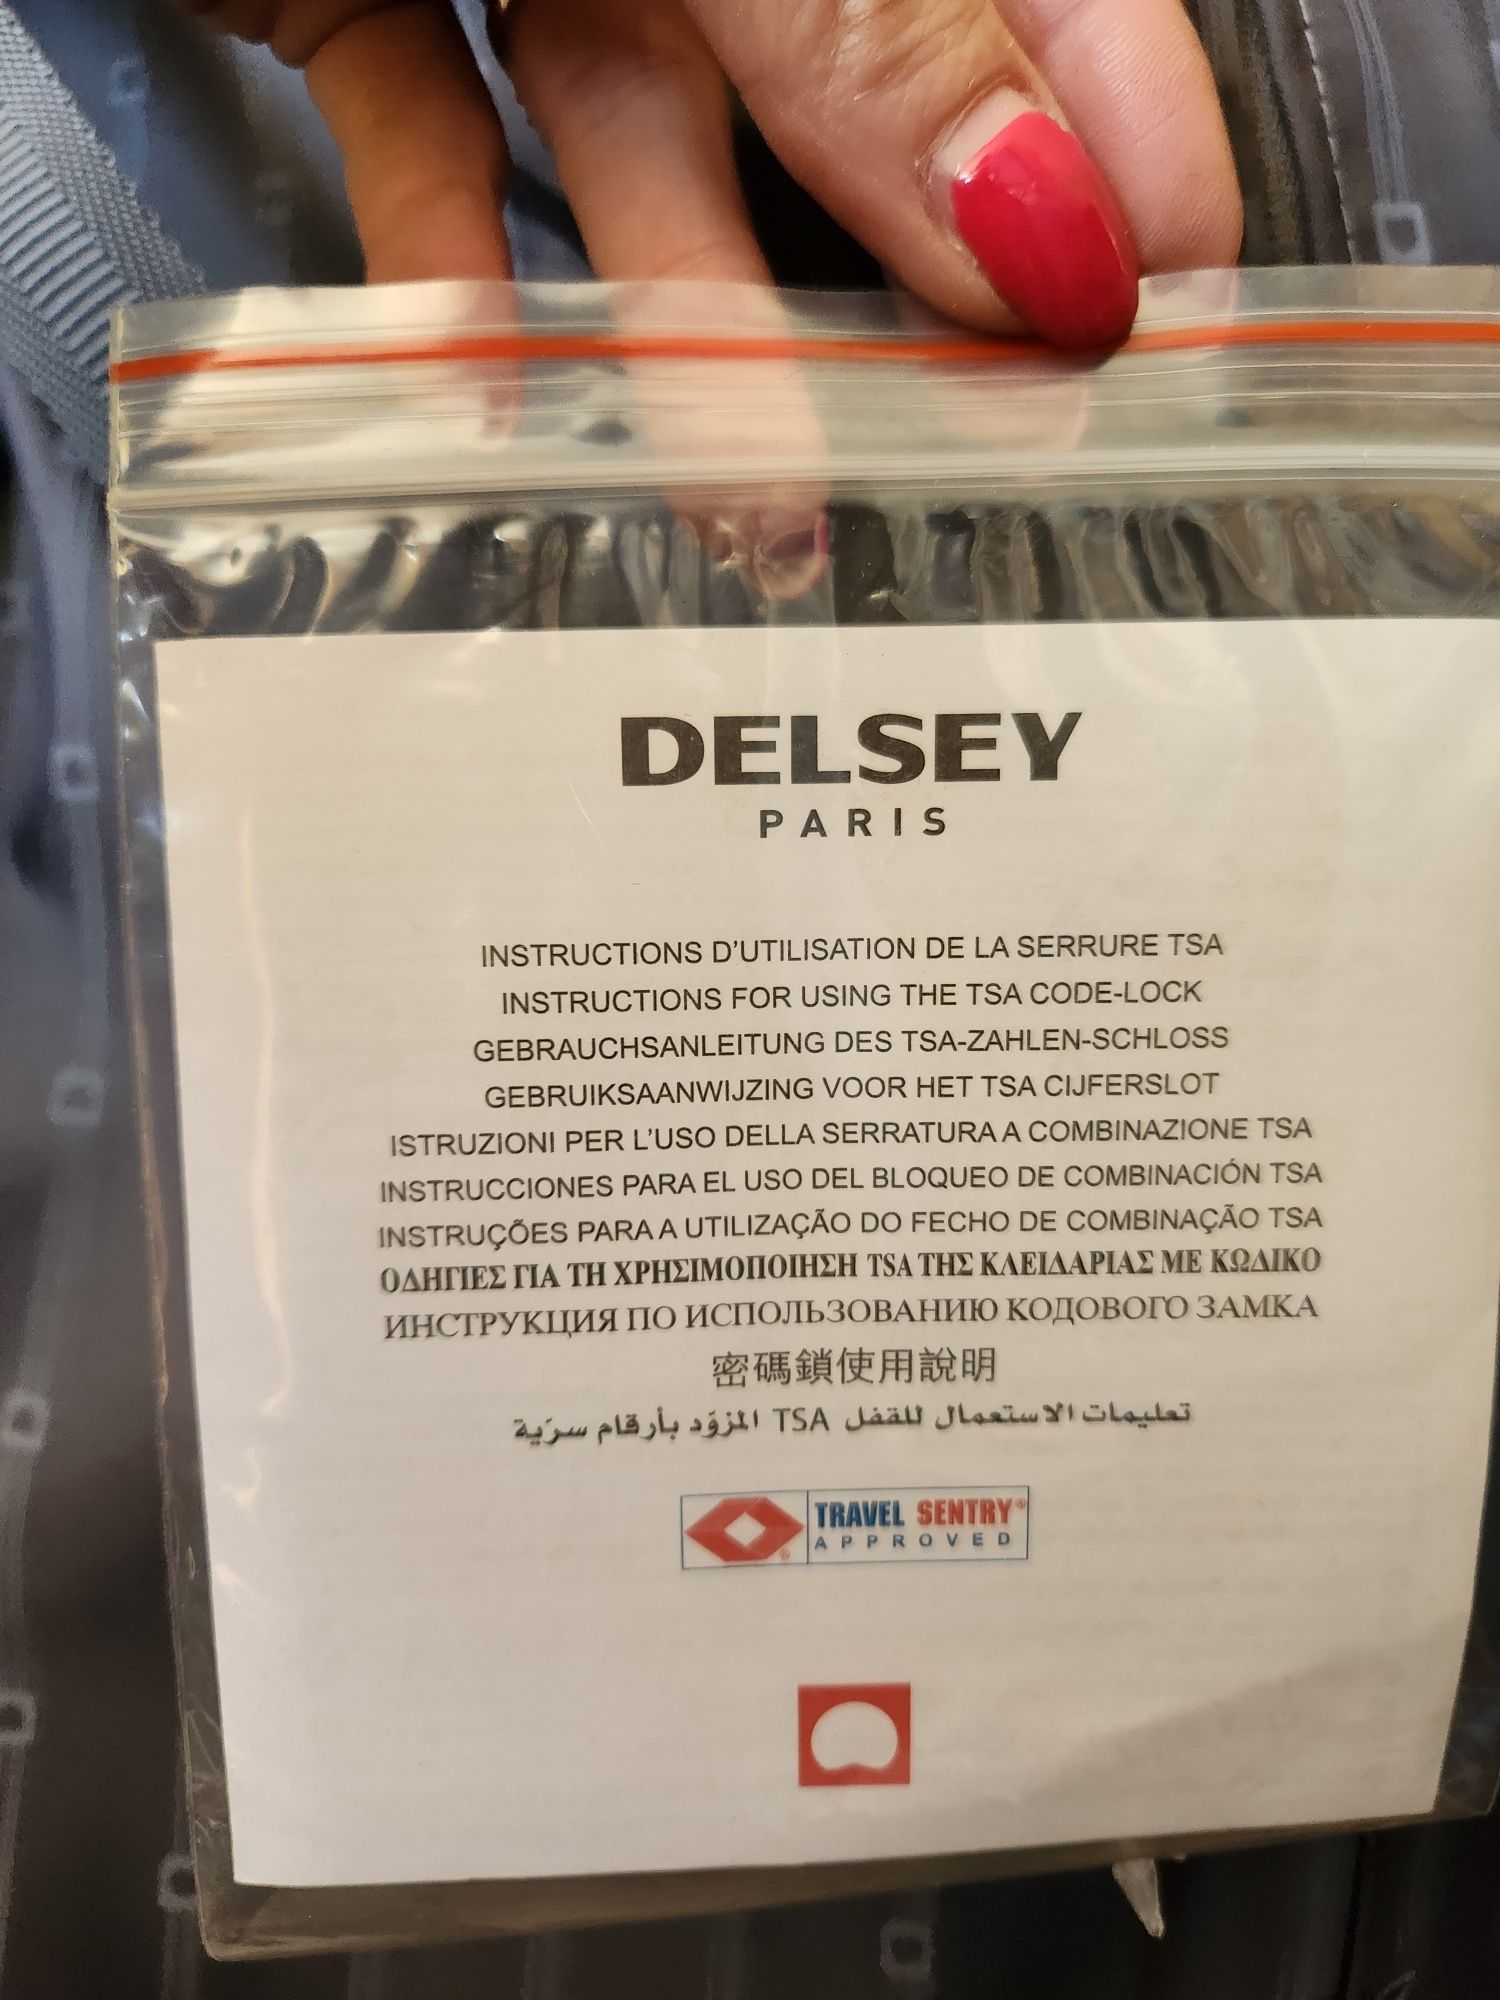 DELSEY
PARIS
INSTRUCTIONS D'UTILISATION DE LA SERRURE TSA
INSTRUCTIONS FOR USING THE TSA CODE-LOCK
GEBRAUCHSANLEITUNG DES TSA-ZAHLEN-SCHLOSS
GEBRUIKSAANWIJZING VOOR HET TSA CIJFERSLOT
ISTRUZIONI PER L'USO DELLA SERRATURA A COMBINAZIONE TSA
INSTRUCCIONES PARA EL USO DEL BLOQUEO DE COMBINACIÓN TSA
INSTRUÇÕES PARA A UTILIZAÇÃO DO FECHO DE COMBINAÇÃO TSA
ΟΔΗΓΙΕΣ ΓΙΑ ΤΗ ΧΡΗΣΙΜΟΠΟΙΗΣΗ TSA ΤΗΣ ΚΛΕΙΔΑΡΙΑΣ ΜΕ ΚΩΔΙΚΟ
ИНСТРУКЦИЯ ПО ИСПОЛЬЗОВАНИЮ КОДОВОГО ЗАМКА
密碼鎖使用說明
تعليمات الاستعمال للقفل TSA المزوّد بأرقام سرّية
TRAVEL SENTRY®
APPROVED